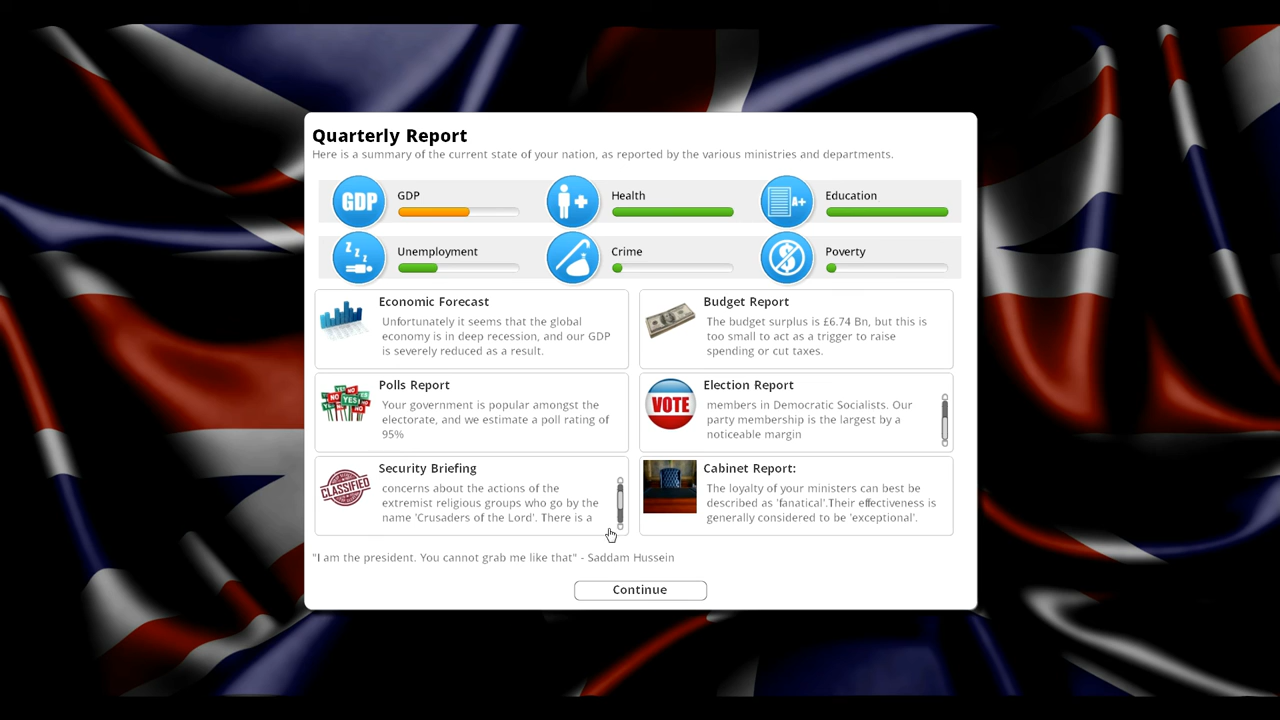 Quarterly Report
Here is a summary of the current state of your nation, as reported by the various ministries and departments.
GDP
GDP
Health
A+
Education
Z Z Z
Unemployment
Crime
Poverty
Economic Forecast
Unfortunately it seems that the global
economy is in deep recession, and our GDP
is severely reduced as a result.
Budget Report
The budget surplus is £6.74 Bn, but this is
too small to act as a trigger to raise
spending or cut taxes.
YES NO YES! NO
Polls Report
Your government is popular amongst the
electorate, and we estimate a poll rating of
95%
VOTE
Election Report
members in Democratic Socialists. Our
party membership is the largest by a
noticeable margin
CLASSIFIED
Security Briefing
concerns about the actions of the
extremist religious groups who go by the
name 'Crusaders of the Lord'. There is a
Cabinet Report:
The loyalty of your ministers can best be
described as 'fanatical'.Their effectiveness is
generally considered to be 'exceptional'.
"I am the president. You cannot grab me like that" - Saddam Hussein
Continue